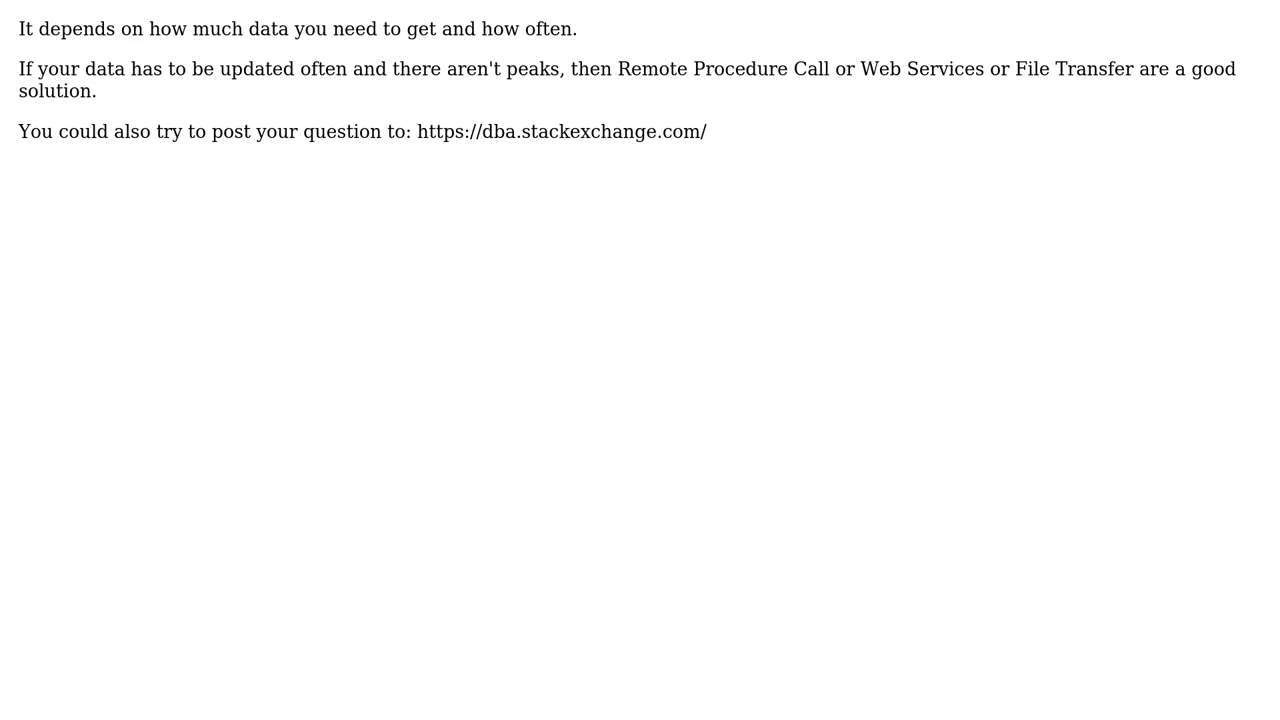 It depends on how much data you need to get and how often.
If your data has to be updated often and there aren't peaks, then Remote Procedure Call or Web Services or File Transfer are a good
solution.
You could also try to post your question to: https://dba.stackexchange.com/